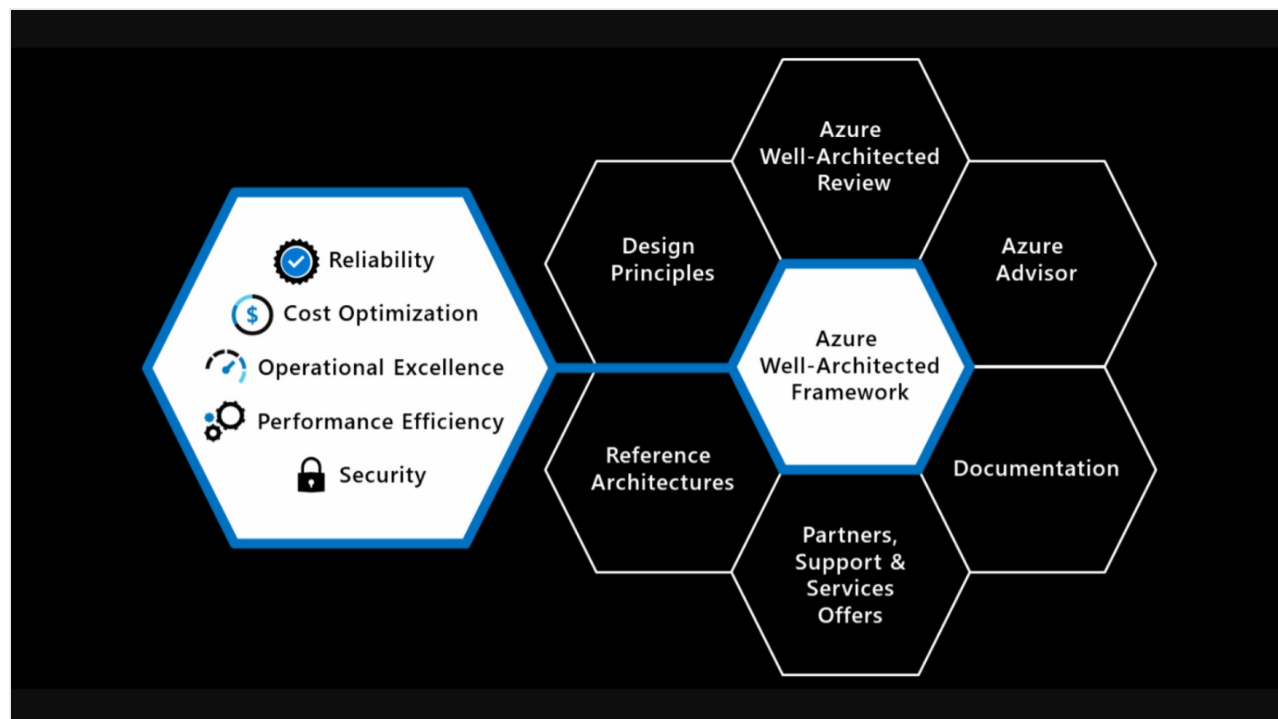 Reliability
$
Cost Optimization
Operational Excellence
Performance Efficiency
Security
Design
Principles
Azure
Well-Architected
Review
Azure
Advisor
Azure
Well-Architected
Framework
Reference
Architectures
Documentation
Partners,
Support &
Services
Offers